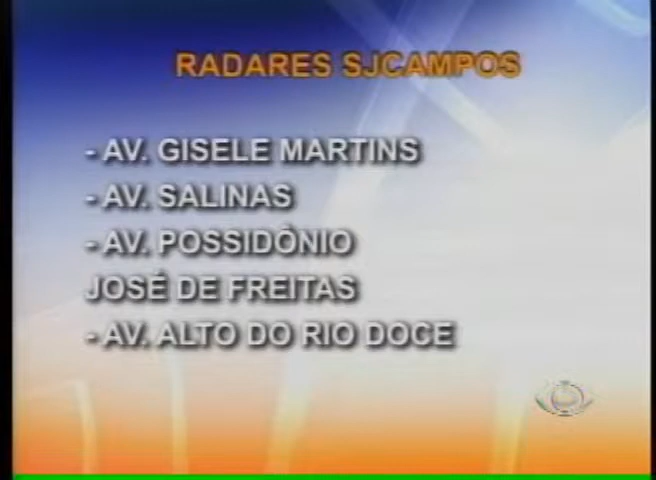 RADARES SJCAMPOS
- AV. GISELE MARTINS
- AV. SALINAS
- AV. POSSIDÔNIO
JOSÉ DE FREITAS
- AV. ALTO DO RIO DOCE